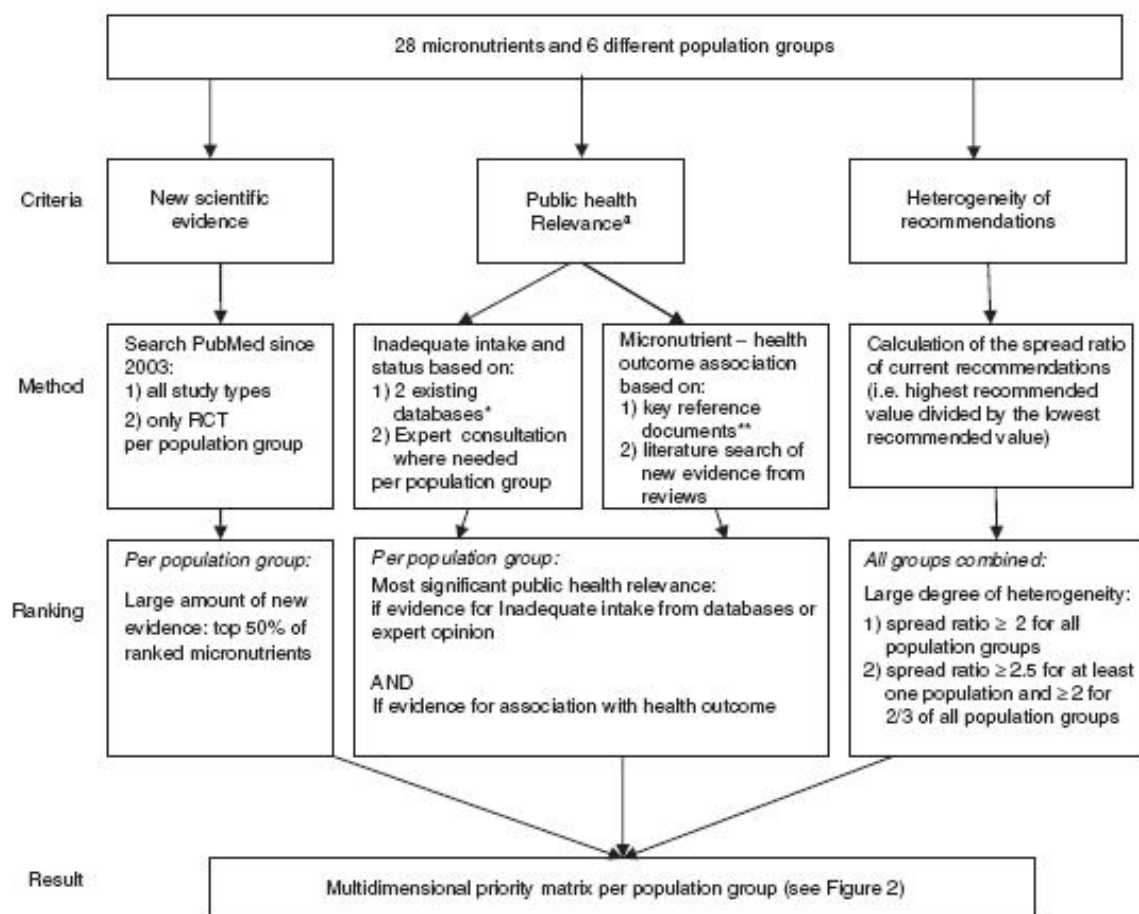 28 micronutrients and 6 different population groups
Criteria
New scientific
evidence
Public health
Relevanceª
Heterogeneity of
recommendations
Method
Search PubMed since
2003:
1) all study types
2) only RCT
per population group
Inadequate intake and
status based on:
1) 2 existing
databases*
2) Expert consultation
where needed
per population group
Micronutrient – health
outcome association
based on:
1) key reference
documents**
2) literature search of
new evidence from
reviews
Calculation of the spread ratio
of current recommendations
(i.e. highest recommended
value divided by the lowest
recommended value)
Ranking
Per population group:
Large amount of new
evidence: top 50% of
ranked micronutrients
Per population group:
Most significant public health relevance:
if evidence for Inadequate intake from databases or
expert opinion
AND
If evidence for association with health outcome
All groups combined:
Large degree of heterogeneity:
1) spread ratio ≥ 2 for all
population groups
2) spread ratio ≥2.5 for at least
one population and ≥2 for
2/3 of all population groups
Result
Multidimensional priority matrix per population group (see Figure 2)